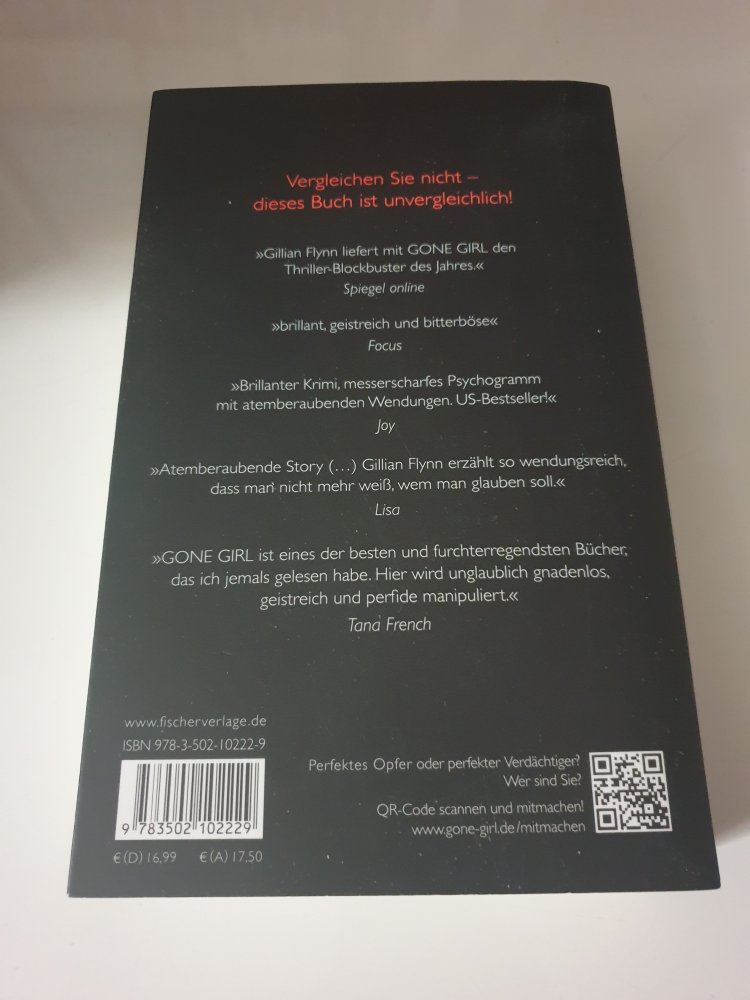 Vergleichen Sie nicht –
dieses Buch ist unvergleichlich!
»Gillian Flynn liefert mit GONE GIRL den
Thriller-Blockbuster des Jahres.«
Spiegel online
»brillant, geistreich und bitterböse«
Focus
»Brillanter Krimi, messerscharfes Psychogramm
mit atemberaubenden Wendungen. US-Bestseller!«
Joy
»Atemberaubende Story (…) Gillian Flynn erzählt so wendungsreich,
dass man nicht mehr weiß, wem man glauben soll.«
Lisa
»GONE GIRL ist eines der besten und furchterregendsten Bücher,
das ich jemals gelesen habe. Hier wird unglaublich gnadenlos,
geistreich und perfide manipuliert.«
Tana French
www.fischerverlage.de
ISBN 978-3-502-10222-9
9 783502 102229
€ (D) 16,99 € (A) 17,50
Perfektes Opfer oder perfekter Verdächtiger?
Wer sind Sie?
QR-Code scannen und mitmachen!
www.gone-girl.de/mitmachen